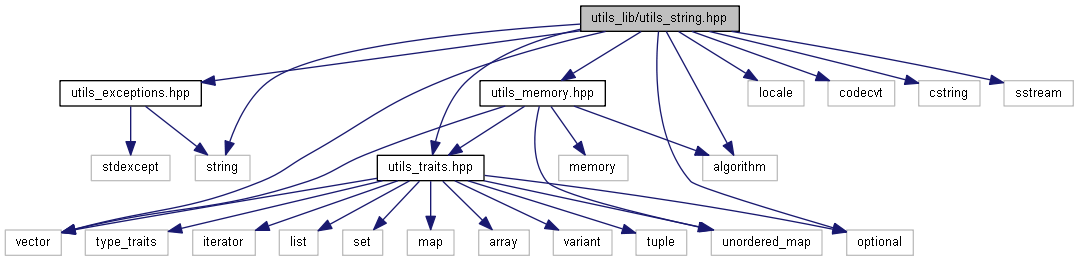 utils_lib/utils_string.hpp
utils_exceptions.hpp
utils_memory.hpp
locale
codecvt
cstring
sstream
stdexcept
string
utils_traits.hpp
memory
algorithm
vector
type_traits
iterator
list
set
map
array
variant
tuple
unordered_map
optional